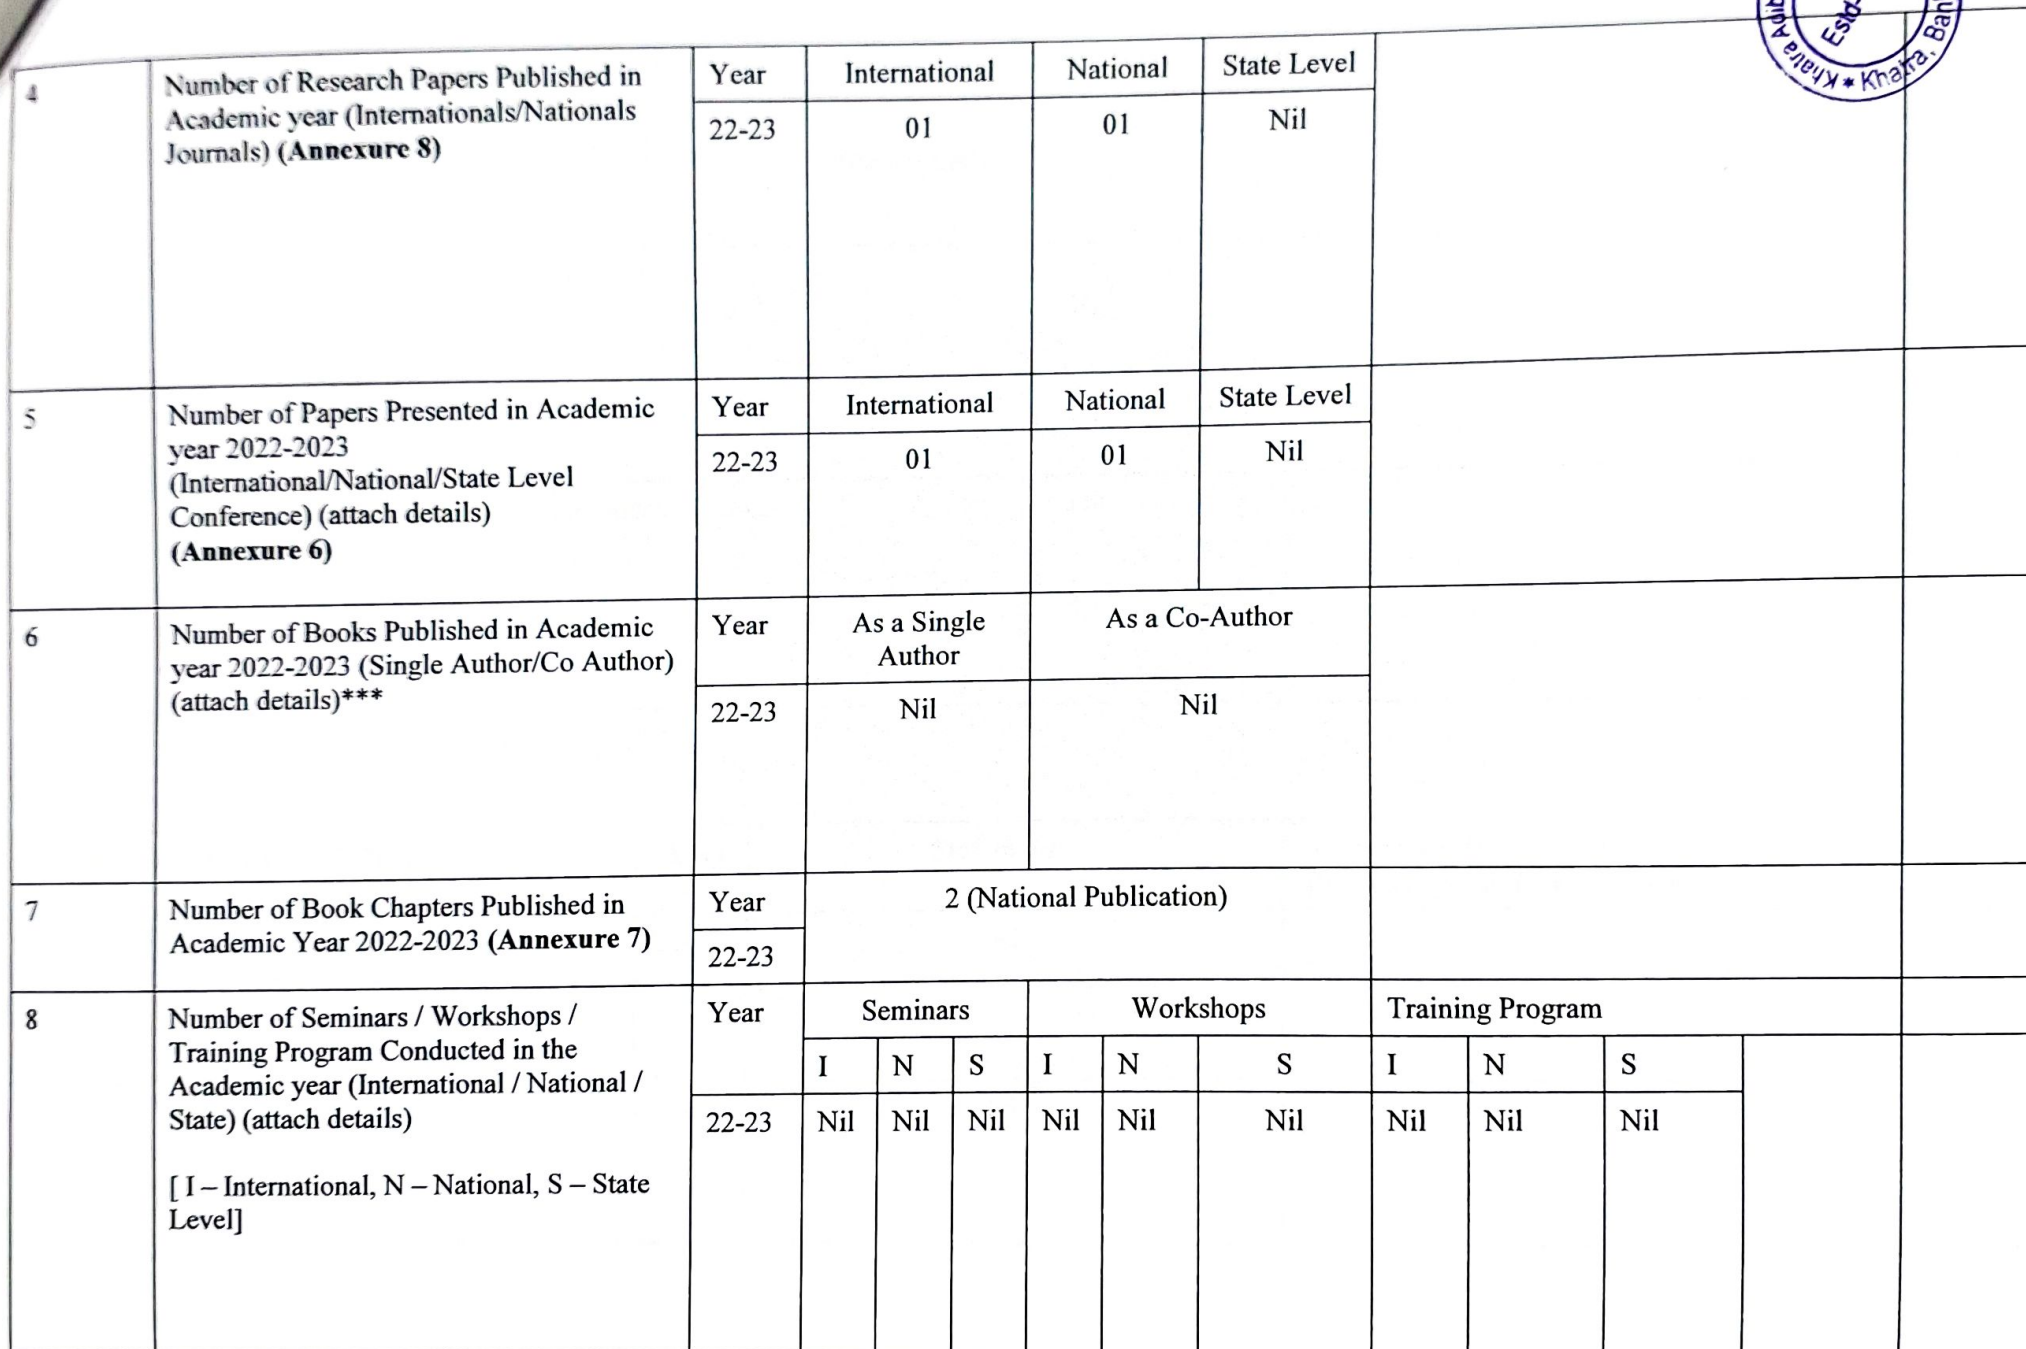 Khatra Adib
Estd
★ Khatra, Ban
4
Number of Research Papers Published in
Academic year (Internationals/Nationals
Journals) (Annexure 8)
Year
International
National
State Level
22-23
01
01
Nil
5
Number of Papers Presented in Academic
year 2022-2023
(International/National/State Level
Conference) (attach details)
(Annexure 6)
Year
International
National
State Level
22-23
01
01
Nil
6
Number of Books Published in Academic
year 2022-2023 (Single Author/Co Author)
(attach details)***
Year
As a Single
Author
As a Co-Author
22-23
Nil
Nil
7
Number of Book Chapters Published in
Academic Year 2022-2023 (Annexure 7)
Year
2 (National Publication)
22-23
8
Number of Seminars / Workshops /
Training Program Conducted in the
Academic year (International / National /
State) (attach details)
[ I – International, N – National, S – State
Level]
Year
Seminars
Workshops
Training Program
I
N
S
I
N
S
I
N
S
22-23
Nil
Nil
Nil
Nil
Nil
Nil
Nil
Nil
Nil